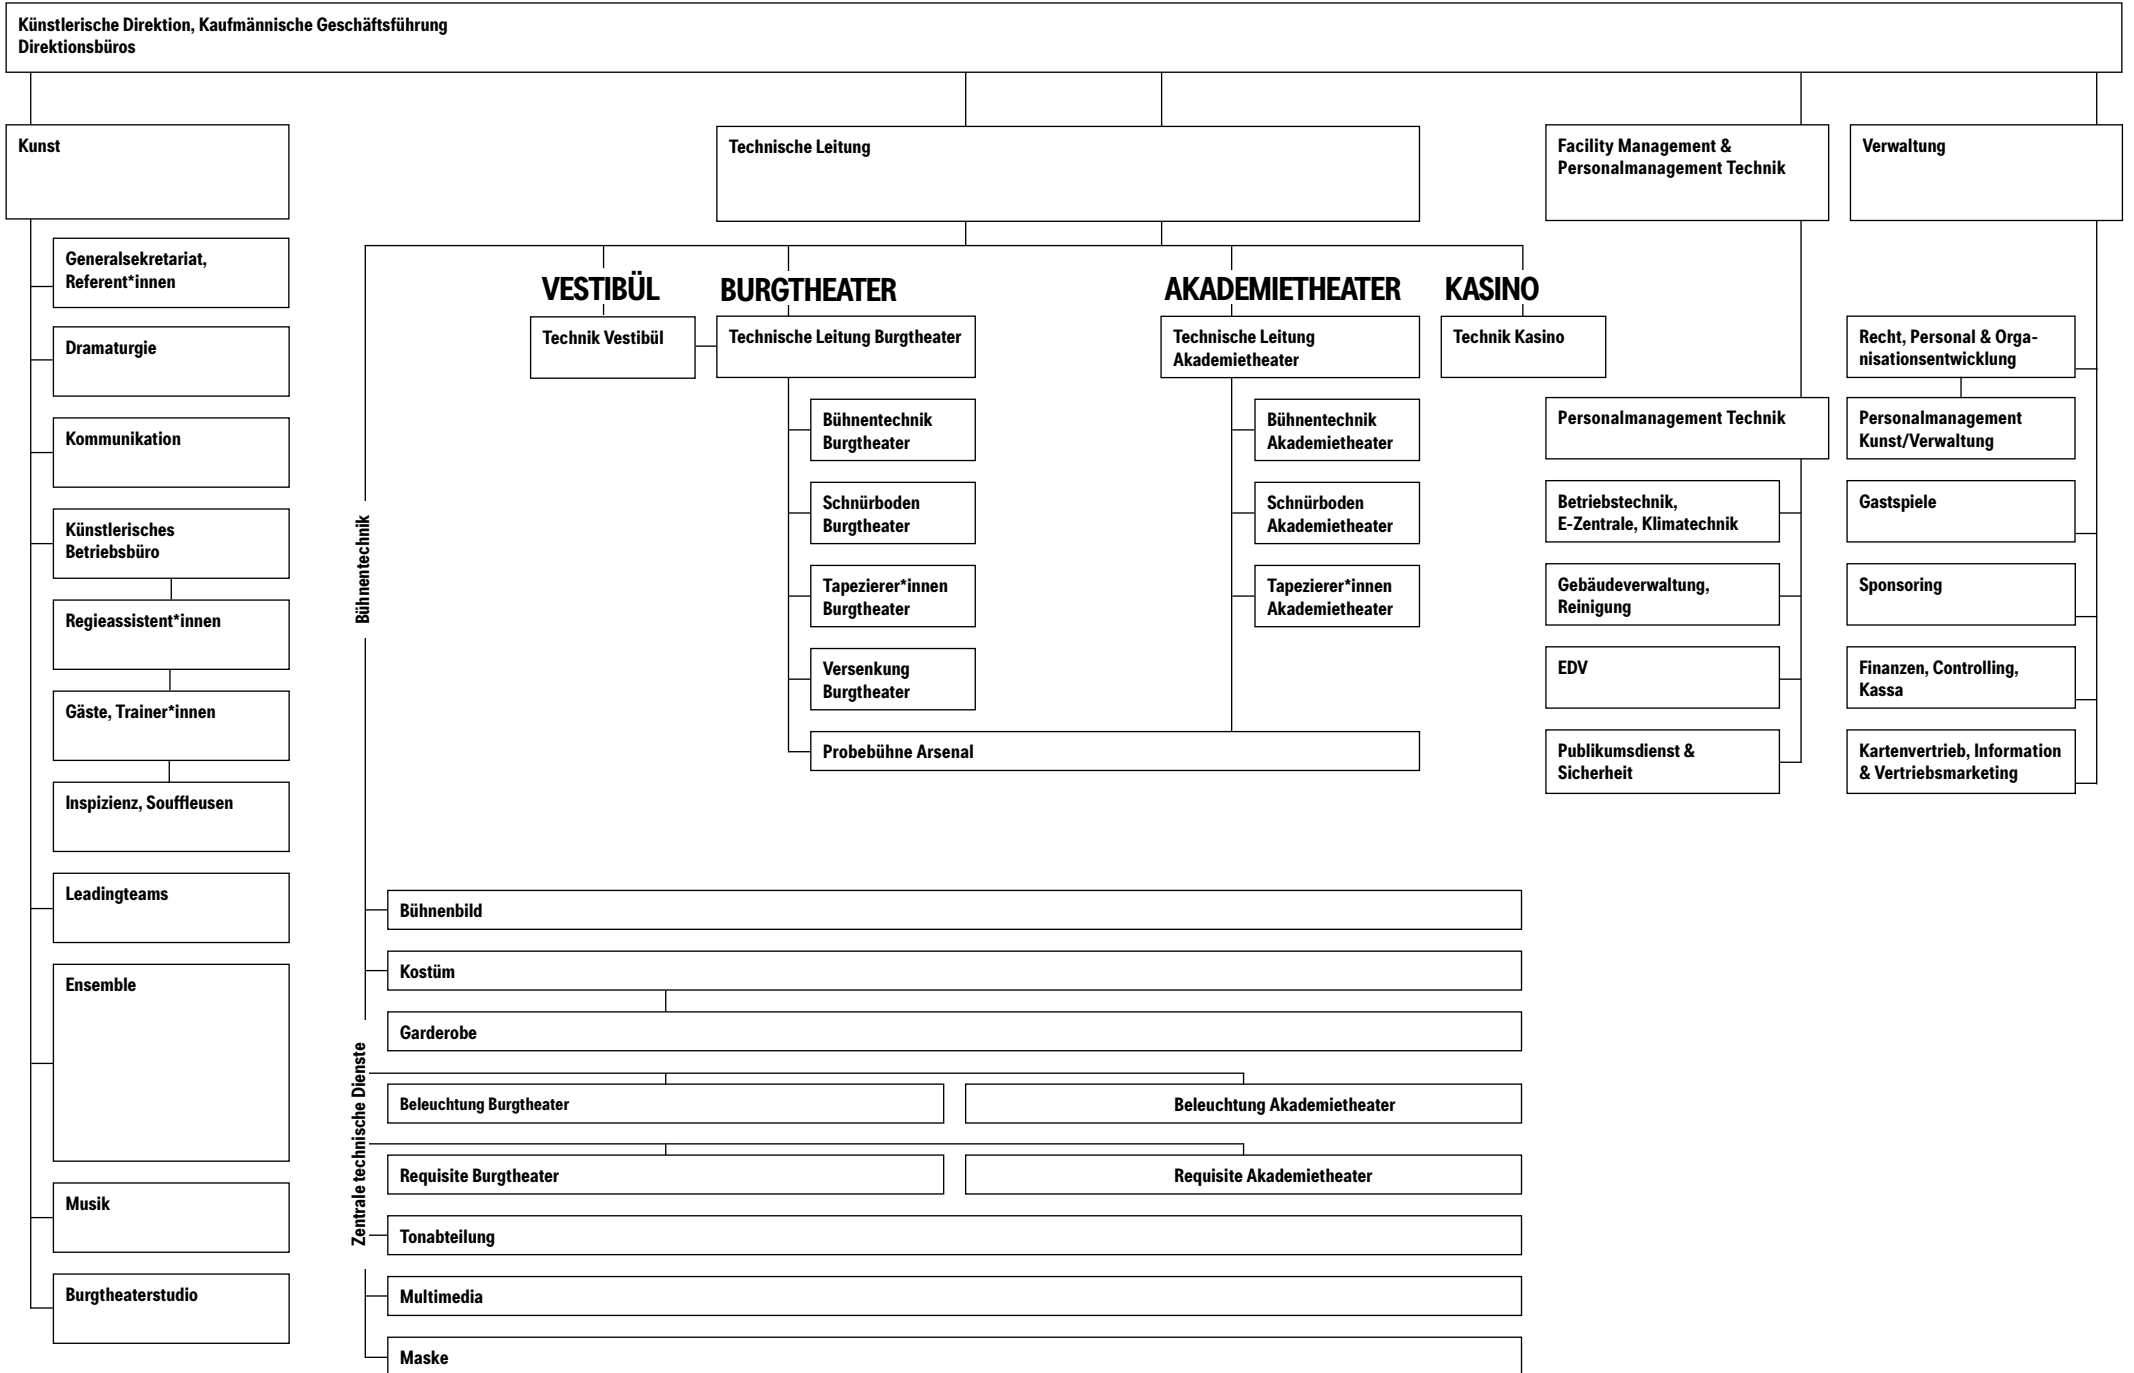 Künstlerische Direktion, Kaufmännische Geschäftsführung
Direktionsbüros
Kunst
Generalsekretariat,
Referent*innen
Dramaturgie
Kommunikation
Künstlerisches
Betriebsbüro
Regieassistent*innen
Gäste, Trainer*innen
Inspizienz, Souffleusen
Leadingteams
Ensemble
Musik
Burgtheaterstudio
Technische Leitung
Bühnentechnik
VESTIBÜL
Technik Vestibül
BURGTHEATER
Technische Leitung Burgtheater
Bühnentechnik
Burgtheater
Schnürboden
Burgtheater
Tapezierer*innen
Burgtheater
Versenkung
Burgtheater
Probebühne Arsenal
AKADEMIETHEATER
Technische Leitung
Akademietheater
Bühnentechnik
Akademietheater
Schnürboden
Akademietheater
Tapezierer*innen
Akademietheater
KASINO
Technik Kasino
Zentrale technische Dienste
Bühnenbild
Kostüm
Garderobe
Beleuchtung Burgtheater
Beleuchtung Akademietheater
Requisite Burgtheater
Requisite Akademietheater
Tonabteilung
Multimedia
Maske
Facility Management &
Personalmanagement Technik
Personalmanagement Technik
Betriebstechnik,
E-Zentrale, Klimatechnik
Gebäudeverwaltung,
Reinigung
EDV
Publikumsdienst &
Sicherheit
Verwaltung
Recht, Personal & Orga-
nisationsentwicklung
Personalmanagement
Kunst/Verwaltung
Gastspiele
Sponsoring
Finanzen, Controlling,
Kassa
Kartenvertrieb, Information
& Vertriebsmarketing